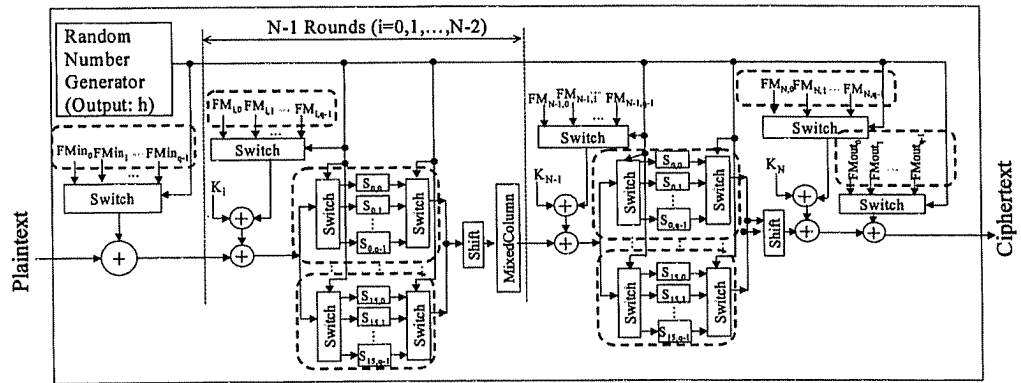 Random
Number
Generator
(Output: h)
N-1 Rounds (i=0,1,…,N-2)
FMin0 FMin1 … FMinq-1
Switch
Plaintext
FMi,0 FMi,1 … FMi,q-1
...
Switch
Ki
Switch
S0,0
S0,1
S0,q-1
Switch
Switch
S15,0
S15,1
S15,q-1
Switch
Shift
MixedColumn
FMN-1,0 FMN-1,1 … FMN-1,q-1
...
Switch
KN-1
Switch
S0,0
S0,1
S0,q-1
Switch
Switch
S15,0
S15,1
S15,q-1
Switch
Shift
FMN,0 FMN,1 … FMN,q-1
Switch
KN
FMout0
FMout1
FMoutq-1
Switch
Ciphertext